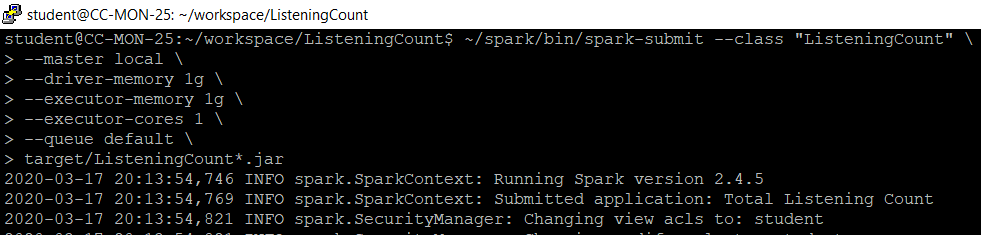 student@CC-MON-25: ~/workspace/ListeningCount
student@CC-MON-25:~/workspace/ListeningCount$ ~/spark/bin/spark-submit --class "ListeningCount" \
> --master local \
> --driver-memory 1g \
> --executor-memory 1g \
> --executor-cores 1 \
> --queue default \
> target/ListeningCount*.jar
2020-03-17 20:13:54,746 INFO spark.SparkContext: Running Spark version 2.4.5
2020-03-17 20:13:54,769 INFO spark.SparkContext: Submitted application: Total Listening Count
2020-03-17 20:13:54,821 INFO spark.SecurityManager: Changing view acls to: student